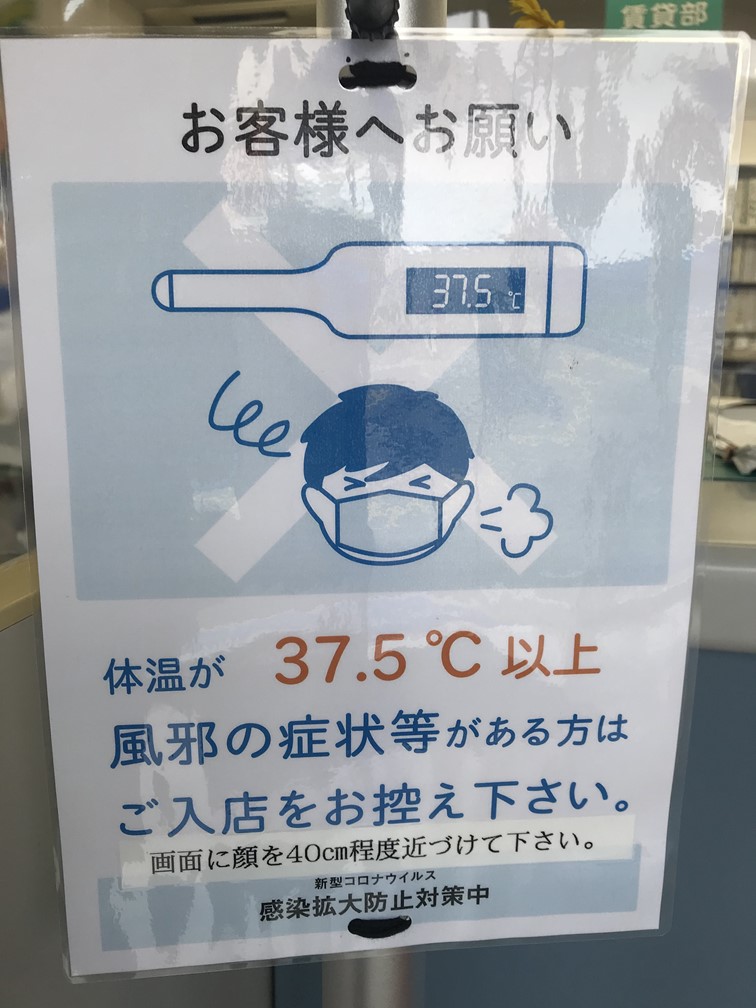 賃貸部
お客様へお願い
37.5 ℃
体温が 37.5 ℃ 以上
風邪の症状等がある方は
ご入店をお控え下さい。
画面に顔を40cm程度近づけて下さい。
新型コロナウイルス
感染拡大防止対策中